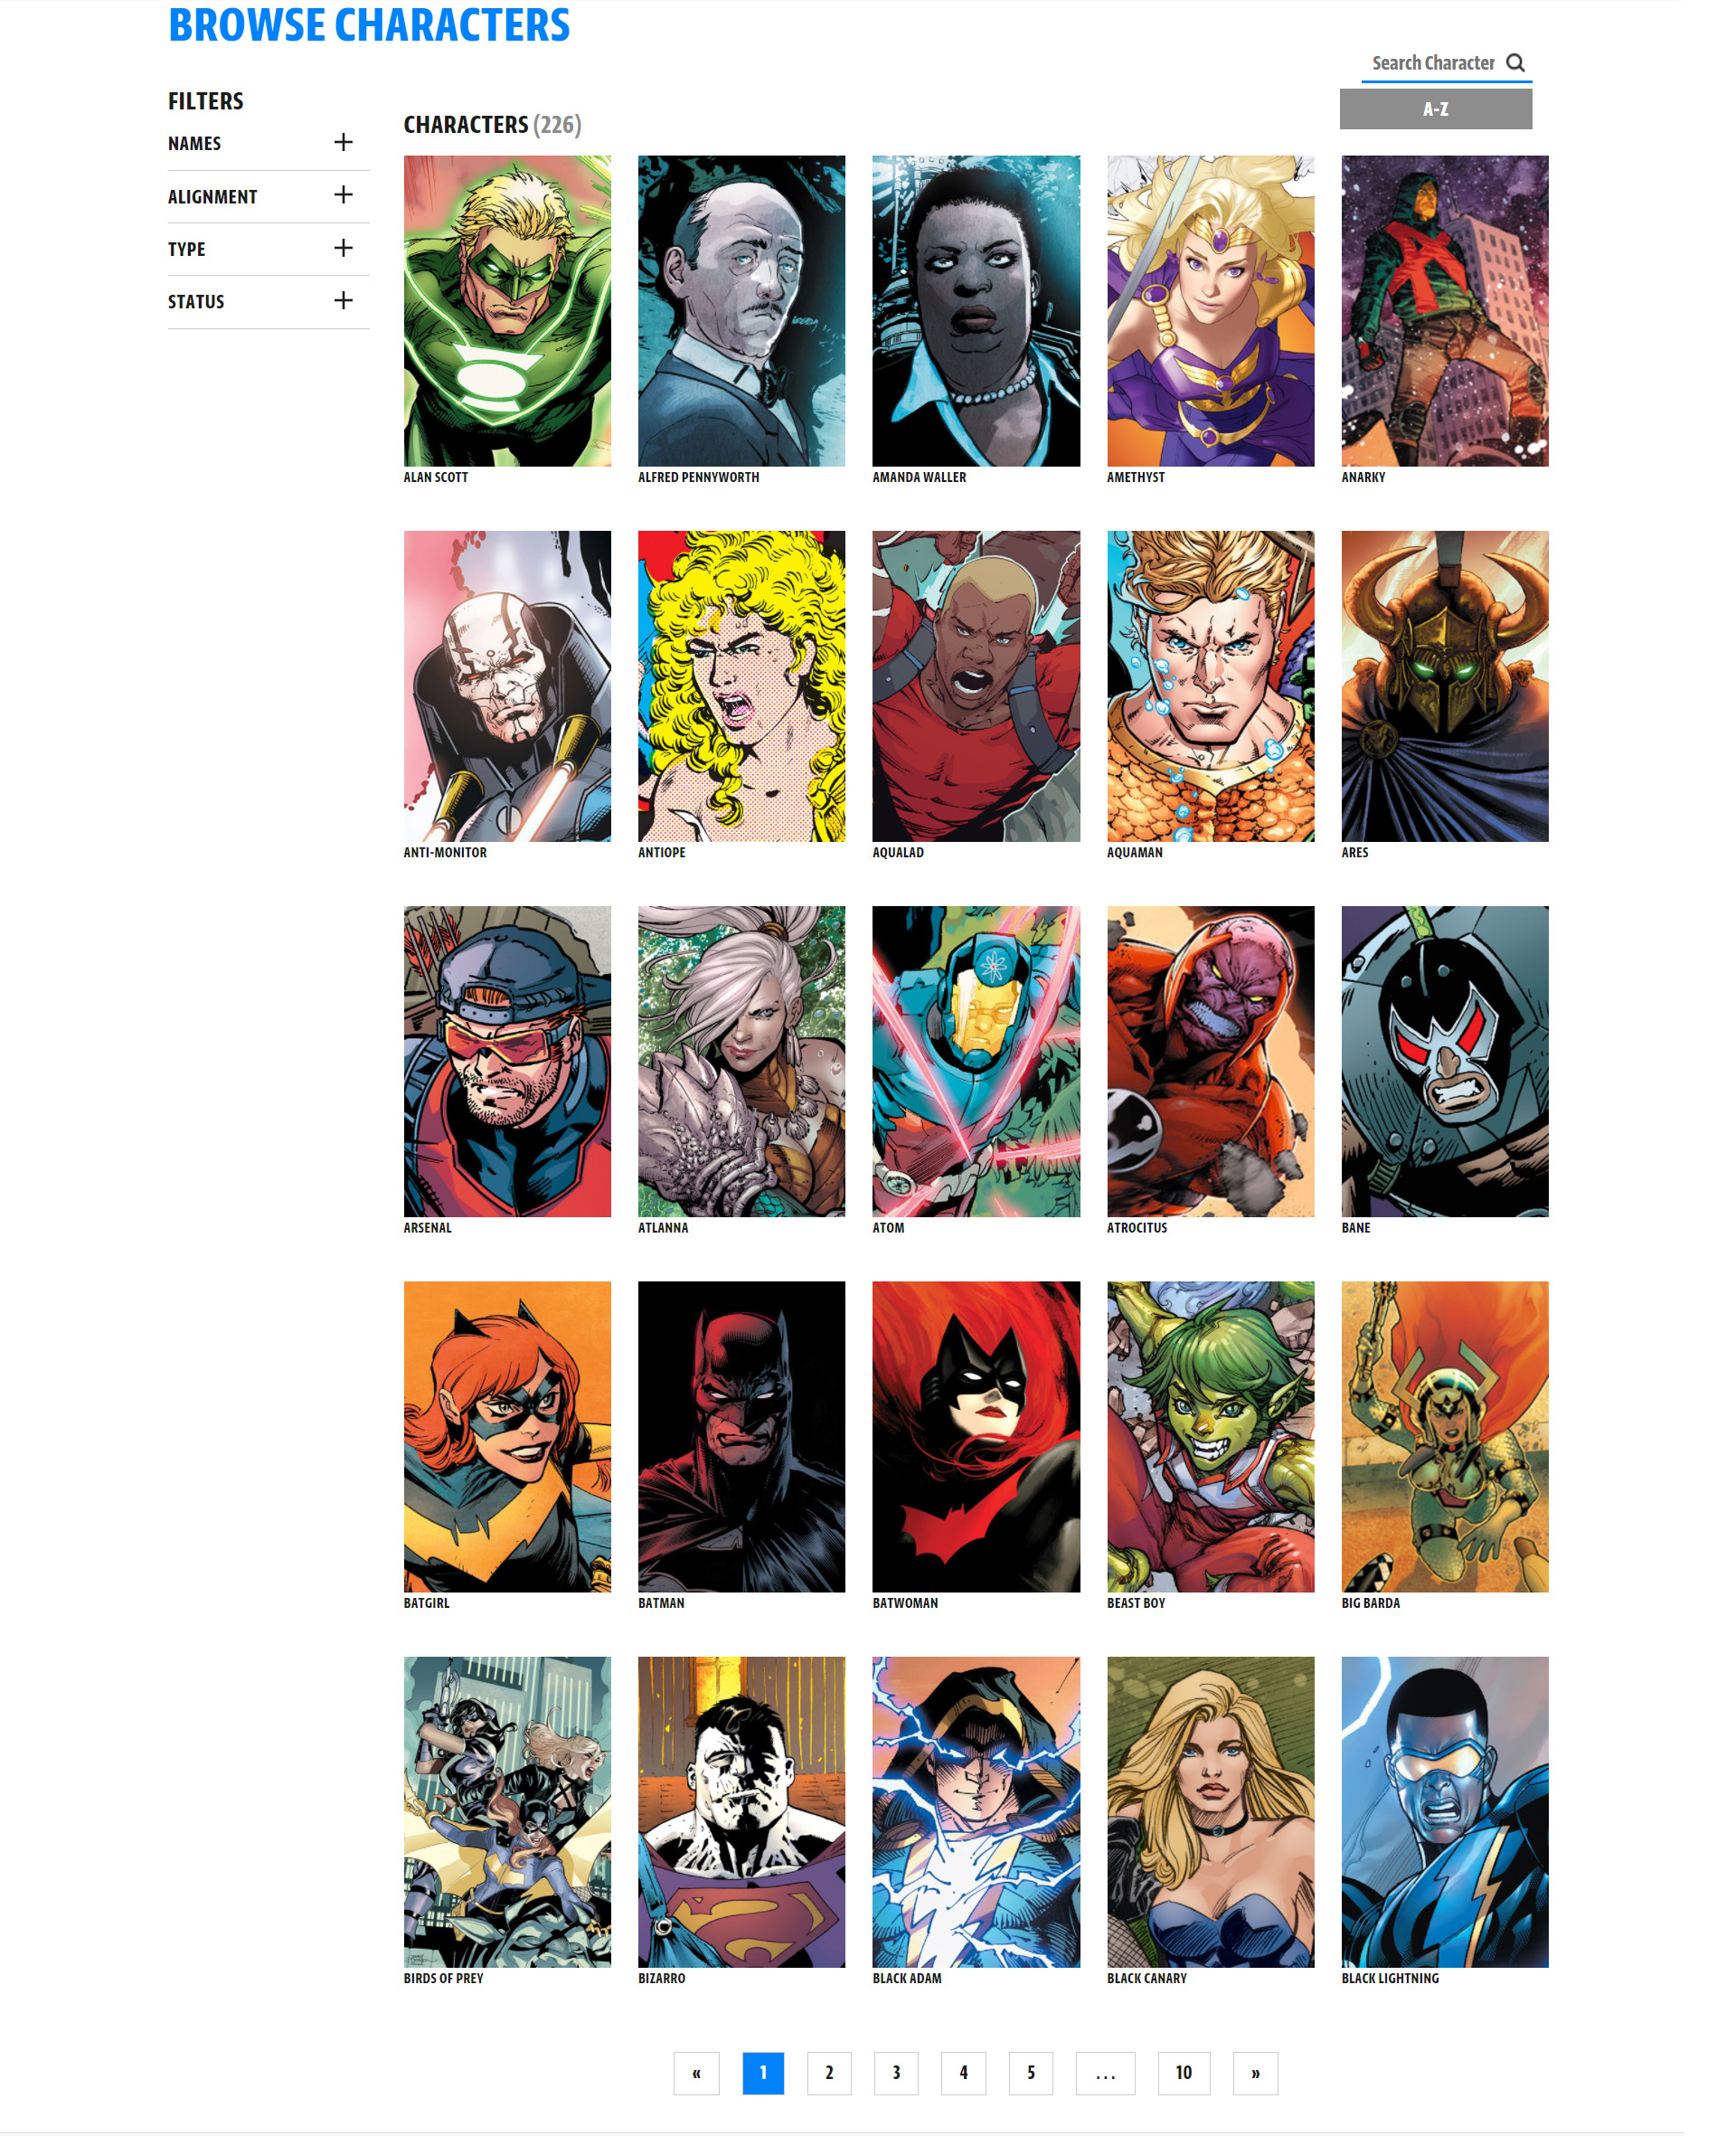 BROWSE CHARACTERS
Search Character
A-Z
FILTERS
NAMES
ALIGNMENT
TYPE
STATUS
CHARACTERS (226)
ALAN SCOTT
ALFRED PENNYWORTH
AMANDA WALLER
AMETHYST
ANARKY
ANTI-MONITOR
ANTIOPE
AQUALAD
AQUAMAN
ARES
ARSENAL
ATLANNA
ATOM
ATROCITUS
BANE
BATGIRL
BATMAN
BATWOMAN
BEAST BOY
BIG BARDA
BIRDS OF PREY
BIZARRO
BLACK ADAM
BLACK CANARY
BLACK LIGHTNING
« 1 2 3 4 5 ... 10 »